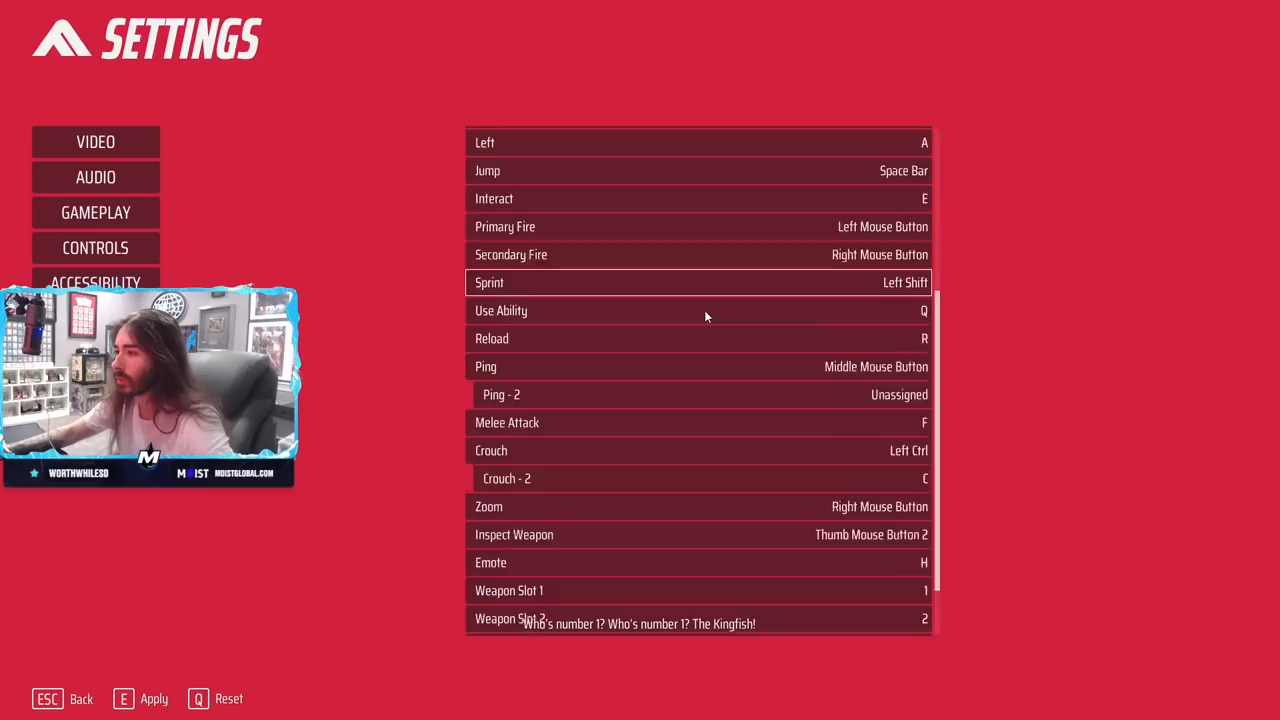 SETTINGS
VIDEO
AUDIO
GAMEPLAY
CONTROLS
ACCESSIBILITY
Left A
Jump Space Bar
Interact E
Primary Fire Left Mouse Button
Secondary Fire Right Mouse Button
Sprint Left Shift
Use Ability Q
Reload R
Ping Middle Mouse Button
Ping - 2 Unassigned
Melee Attack F
Crouch Left Ctrl
Crouch - 2 C
Zoom Right Mouse Button
Inspect Weapon Thumb Mouse Button 2
Emote H
Weapon Slot 1 1
Weapon Slot 2 2
Who's number 1? Who's number 1? The Kingfish!
M
WORTHWHILESD MOIST MOISTGLOBAL.COM
ESC Back E Apply Q Reset